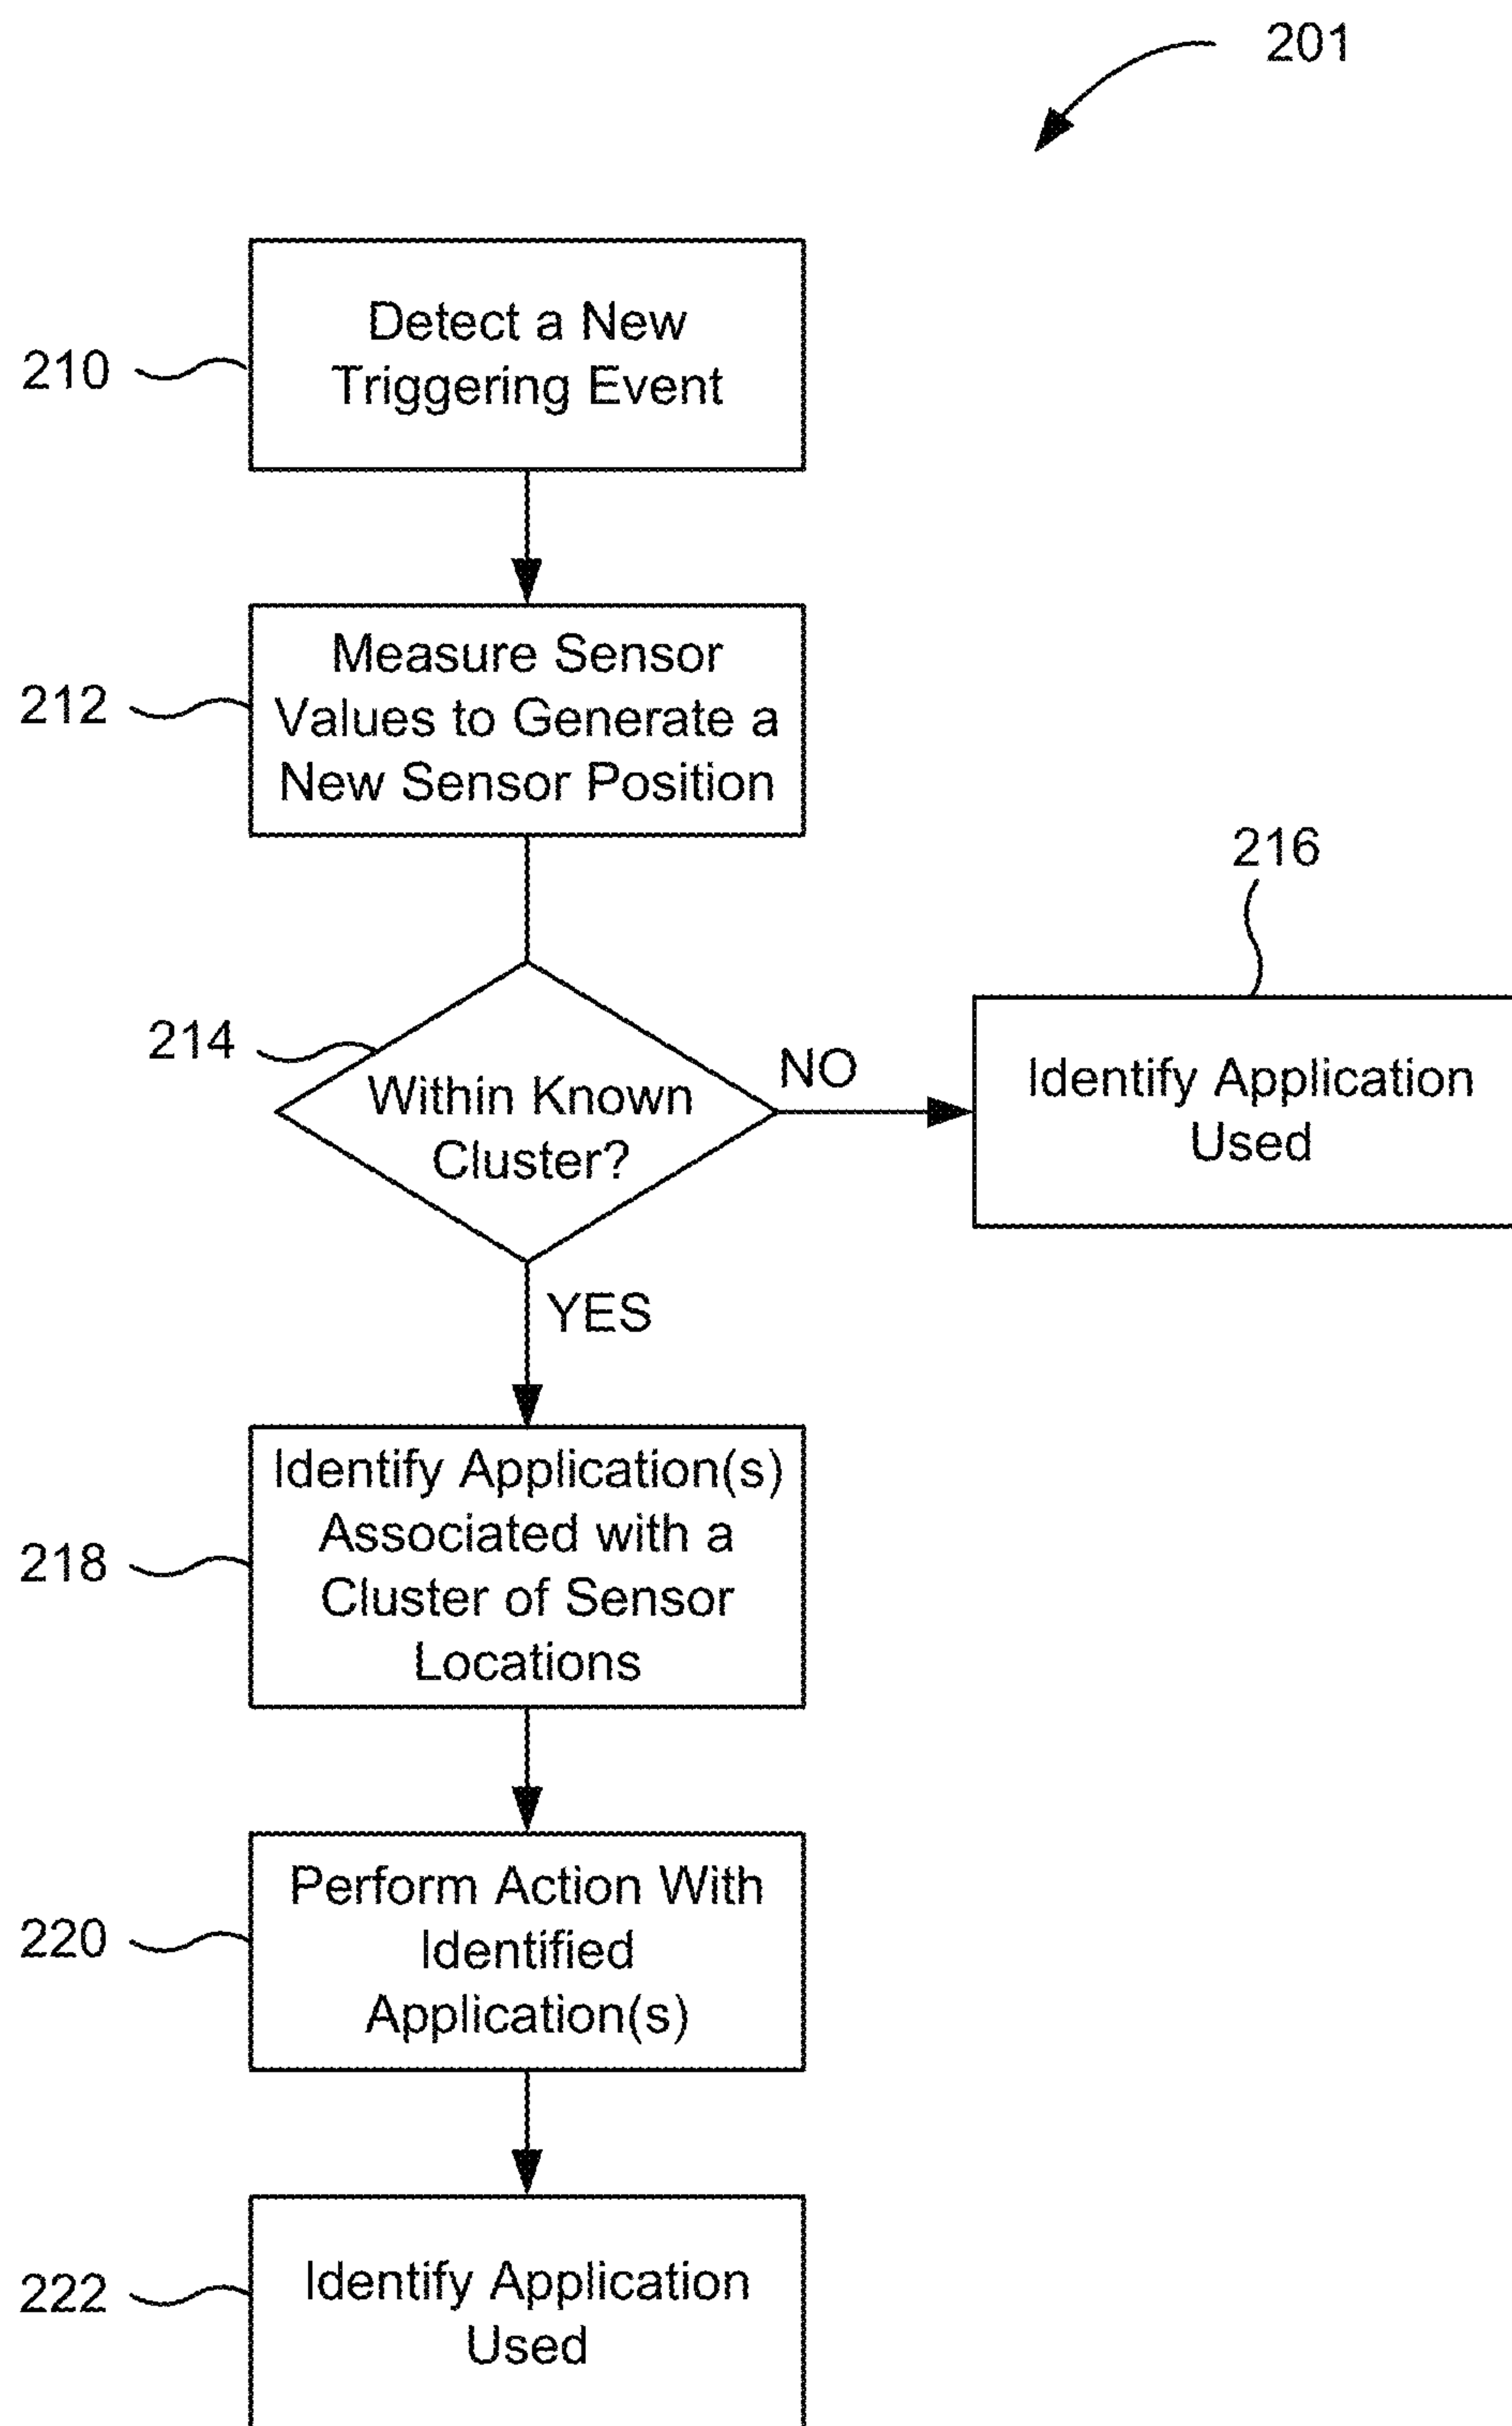 201
210
Detect a New
Triggering Event
212
Measure Sensor
Values to Generate a
New Sensor Position
216
214
Within Known
Cluster?
NO
Identify Application
Used
YES
218
Identify Application(s)
Associated with a
Cluster of Sensor
Locations
220
Perform Action With
Identified
Application(s)
222
Identify Application
Used